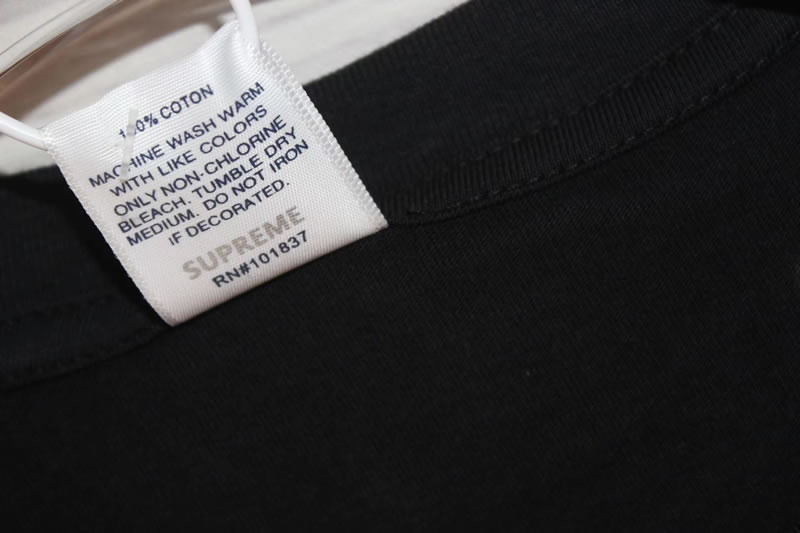 100% COTON
MACHINE WASH WARM
WITH LIKE COLORS
ONLY NON-CHLORINE
BLEACH. TUMBLE DRY
MEDIUM. DO NOT IRON
IF DECORATED.
SUPREME
RN#101837